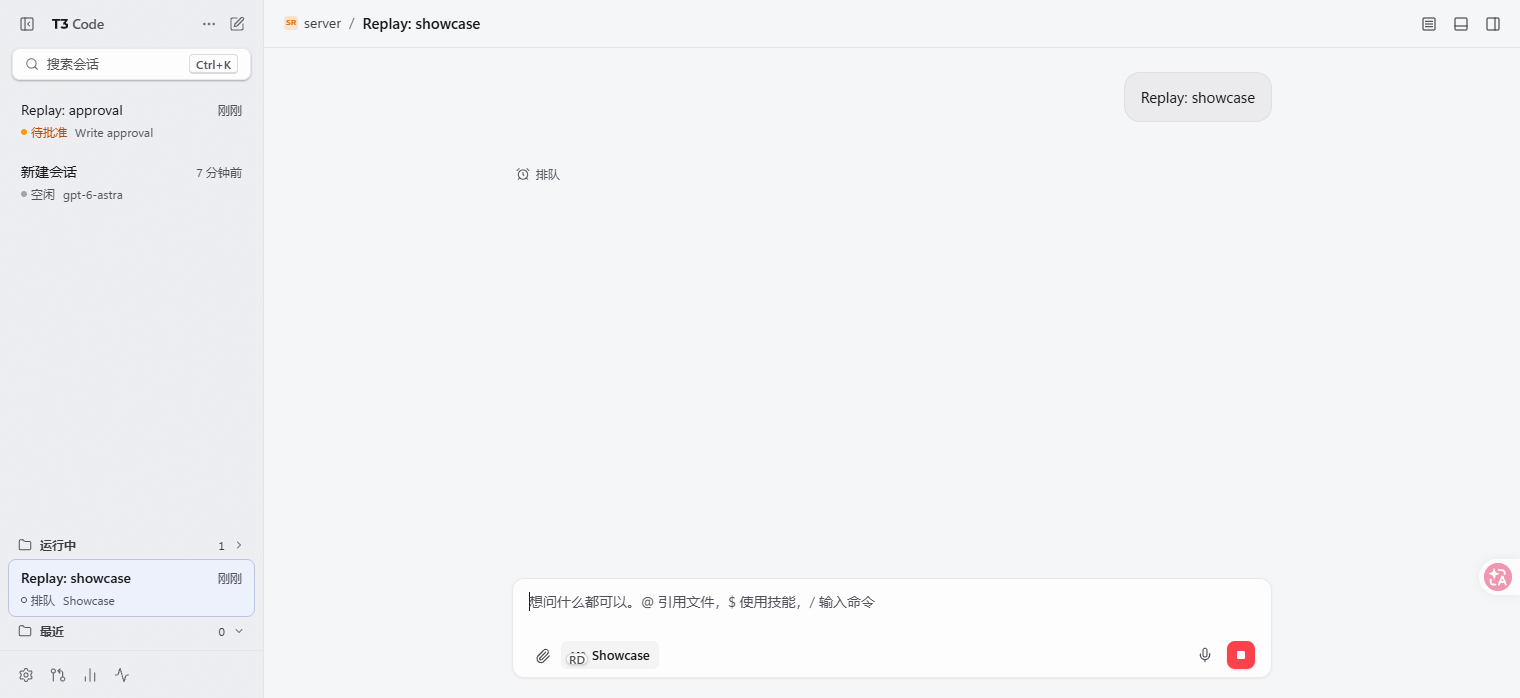 T3 Code
搜索会话 Ctrl+K
Replay: approval 刚刚
待批准 Write approval
新建会话 7 分钟前
空闲 gpt-6-astra
运行中 1
Replay: showcase 刚刚
排队 Showcase
最近 0
SR server / Replay: showcase
Replay: showcase
排队
想问什么都可以。@ 引用文件，$ 使用技能，/ 输入命令
RD Showcase